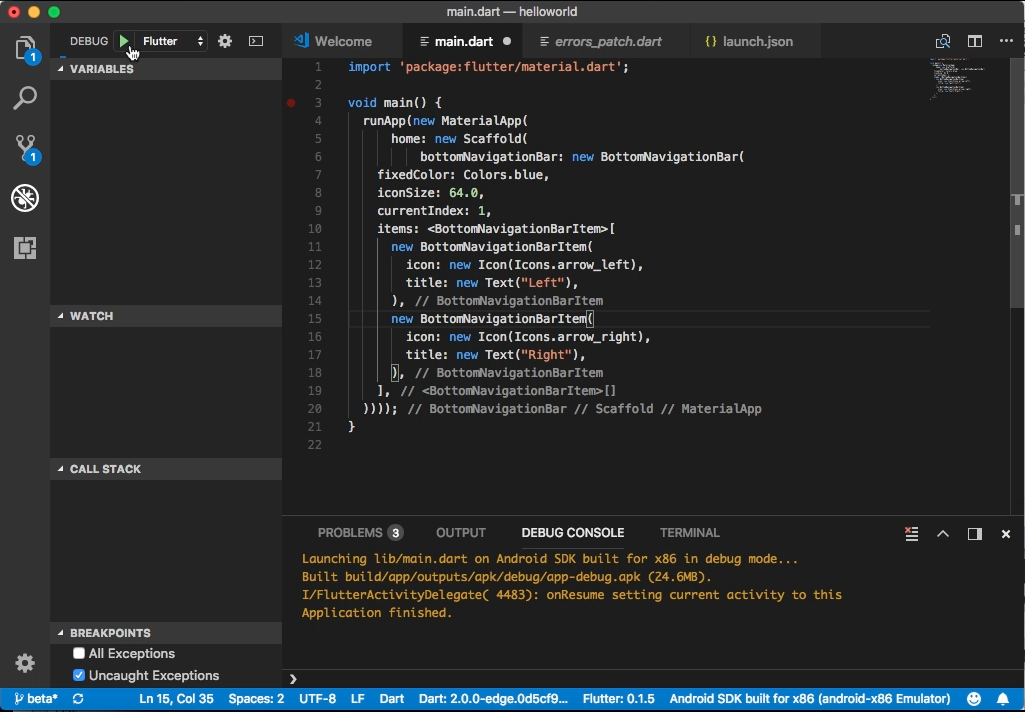 main.dart — helloworld
DEBUG Flutter
Welcome main.dart errors_patch.dart {} launch.json
1
1
VARIABLES
WATCH
CALL STACK
BREAKPOINTS
All Exceptions
Uncaught Exceptions
1 import 'package:flutter/material.dart';
2
3 void main() {
4 runApp(new MaterialApp(
5 home: new Scaffold(
6 bottomNavigationBar: new BottomNavigationBar(
7 fixedColor: Colors.blue,
8 iconSize: 64.0,
9 currentIndex: 1,
10 items: <BottomNavigationBarItem>[
11 new BottomNavigationBarItem(
12 icon: new Icon(Icons.arrow_left),
13 title: new Text("Left"),
14 ), // BottomNavigationBarItem
15 new BottomNavigationBarItem(
16 icon: new Icon(Icons.arrow_right),
17 title: new Text("Right"),
18 ), // BottomNavigationBarItem
19 ], // <BottomNavigationBarItem>[]
20 )))); // BottomNavigationBar // Scaffold // MaterialApp
21 }
22
PROBLEMS 3 OUTPUT DEBUG CONSOLE TERMINAL
Launching lib/main.dart on Android SDK built for x86 in debug mode...
Built build/app/outputs/apk/debug/app-debug.apk (24.6MB).
I/FlutterActivityDelegate( 4483): onResume setting current activity to this
Application finished.
beta* Ln 15, Col 35 Spaces: 2 UTF-8 LF Dart Dart: 2.0.0-edge.0d5cf9... Flutter: 0.1.5 Android SDK built for x86 (android-x86 Emulator)